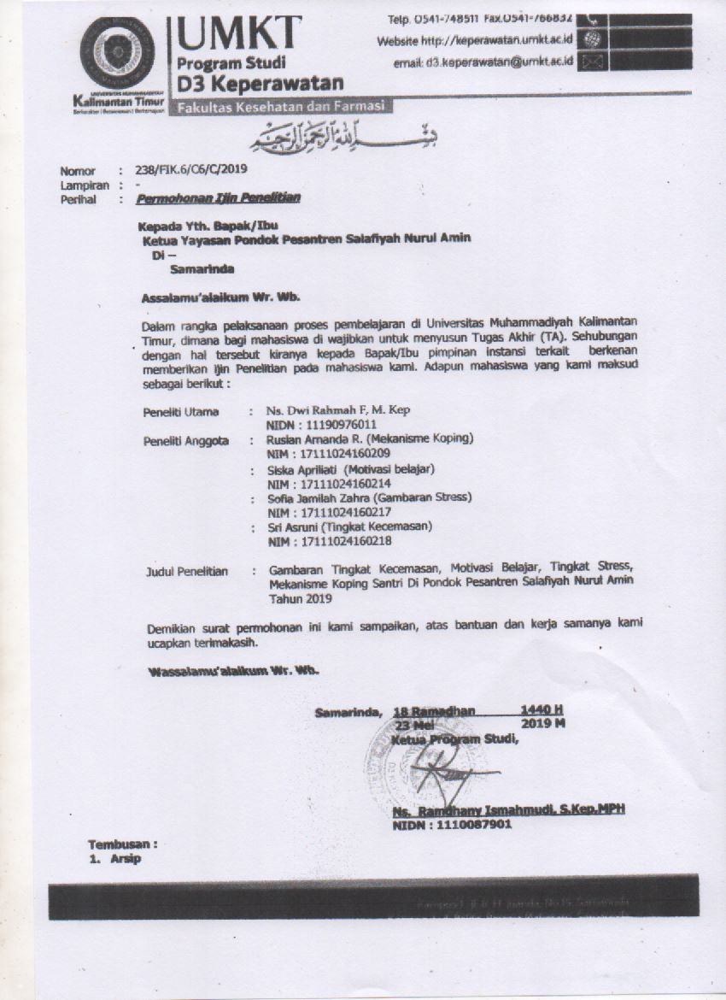 UMKT
Program Studi
D3 Keperawatan
Fakultas Kesehatan dan Farmasi
UNIVERSITAS MUHAMMADIYAH
Kalimantan Timur
Berkarakter | Berwawasan | Berkemajuan
Telp. 0541-748511 Fax.0541-766832
Website http://keperawatan.umkt.ac.id
email: d3.keperawatan@umkt.ac.id
بسم الله الرحمن الرحيم
Nomor : 238/FIK.6/C6/C/2019
Lampiran : -
Perihal : Permohonan Ijin Penelitian
Kepada Yth. Bapak/Ibu
Ketua Yayasan Pondok Pesantren Salafiyah Nurul Amin
Di –
Samarinda
Assalamu'alaikum Wr. Wb.
Dalam rangka pelaksanaan proses pembelajaran di Universitas Muhammadiyah Kalimantan
Timur, dimana bagi mahasiswa di wajibkan untuk menyusun Tugas Akhir (TA). Sehubungan
dengan hal tersebut kiranya kepada Bapak/Ibu pimpinan instansi terkait berkenan
memberikan Ijin Penelitian pada mahasiswa kami. Adapun mahasiswa yang kami maksud
sebagai berikut :
Peneliti Utama : Ns. Dwi Rahmah F, M. Kep
NIDN : 11190976011
Peneliti Anggota : Ruslan Amanda R. (Mekanisme Koping)
NIM : 17111024160209
: Siska Apriliati (Motivasi belajar)
NIM : 17111024160214
: Sofia Jamilah Zahra (Gambaran Stress)
NIM : 17111024160217
: Sri Asruni (Tingkat Kecemasan)
NIM : 17111024160218
Judul Penelitian : Gambaran Tingkat Kecemasan, Motivasi Belajar, Tingkat Stress,
Mekanisme Koping Santri Di Pondok Pesantren Salafiyah Nurul Amin
Tahun 2019
Demikian surat permohonan ini kami sampaikan, atas bantuan dan kerja samanya kami
ucapkan terimakasih.
Wassalamu'alaikum Wr. Wb.
Samarinda, 18 Ramadhan 1440 H
23 Mei 2019 M
Ketua Program Studi,
Ns. Ramdhany Ismahmudi, S.Kep,MPH
NIDN : 1110087901
Tembusan :
1. Arsip